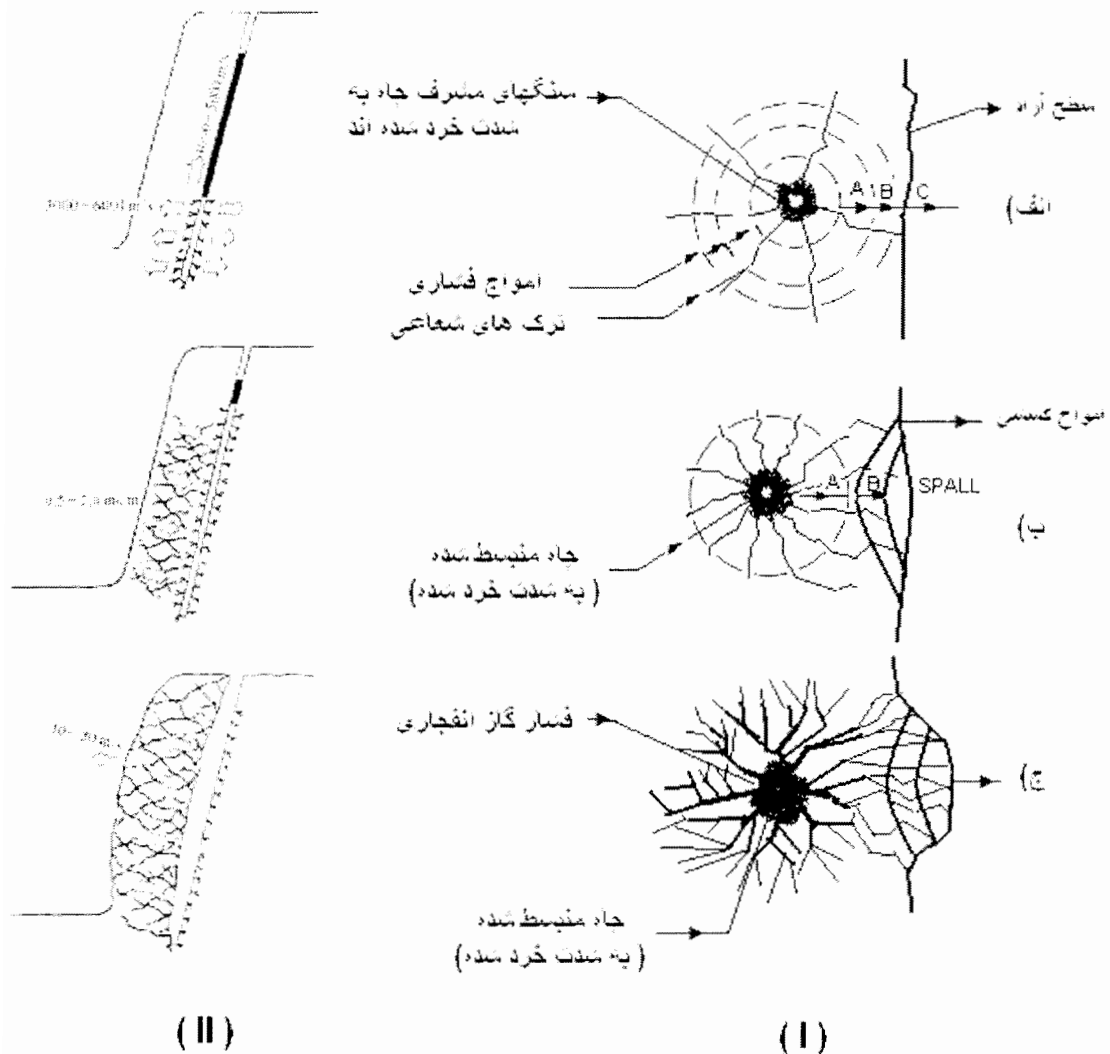 سنگهای مشرف چاه به
شدت خرد شده اند
سطح آزاد
A
B
C
الف)
امواج فشاری
ترک های شعاعی
امواج کششی
A
B
SPALL
ب)
چاه منبسط شده
(به شدت خرد شده)
فشار گاز انفجاری
ج)
چاه منبسط شده
(به شدت خرد شده)
(I)
(II)